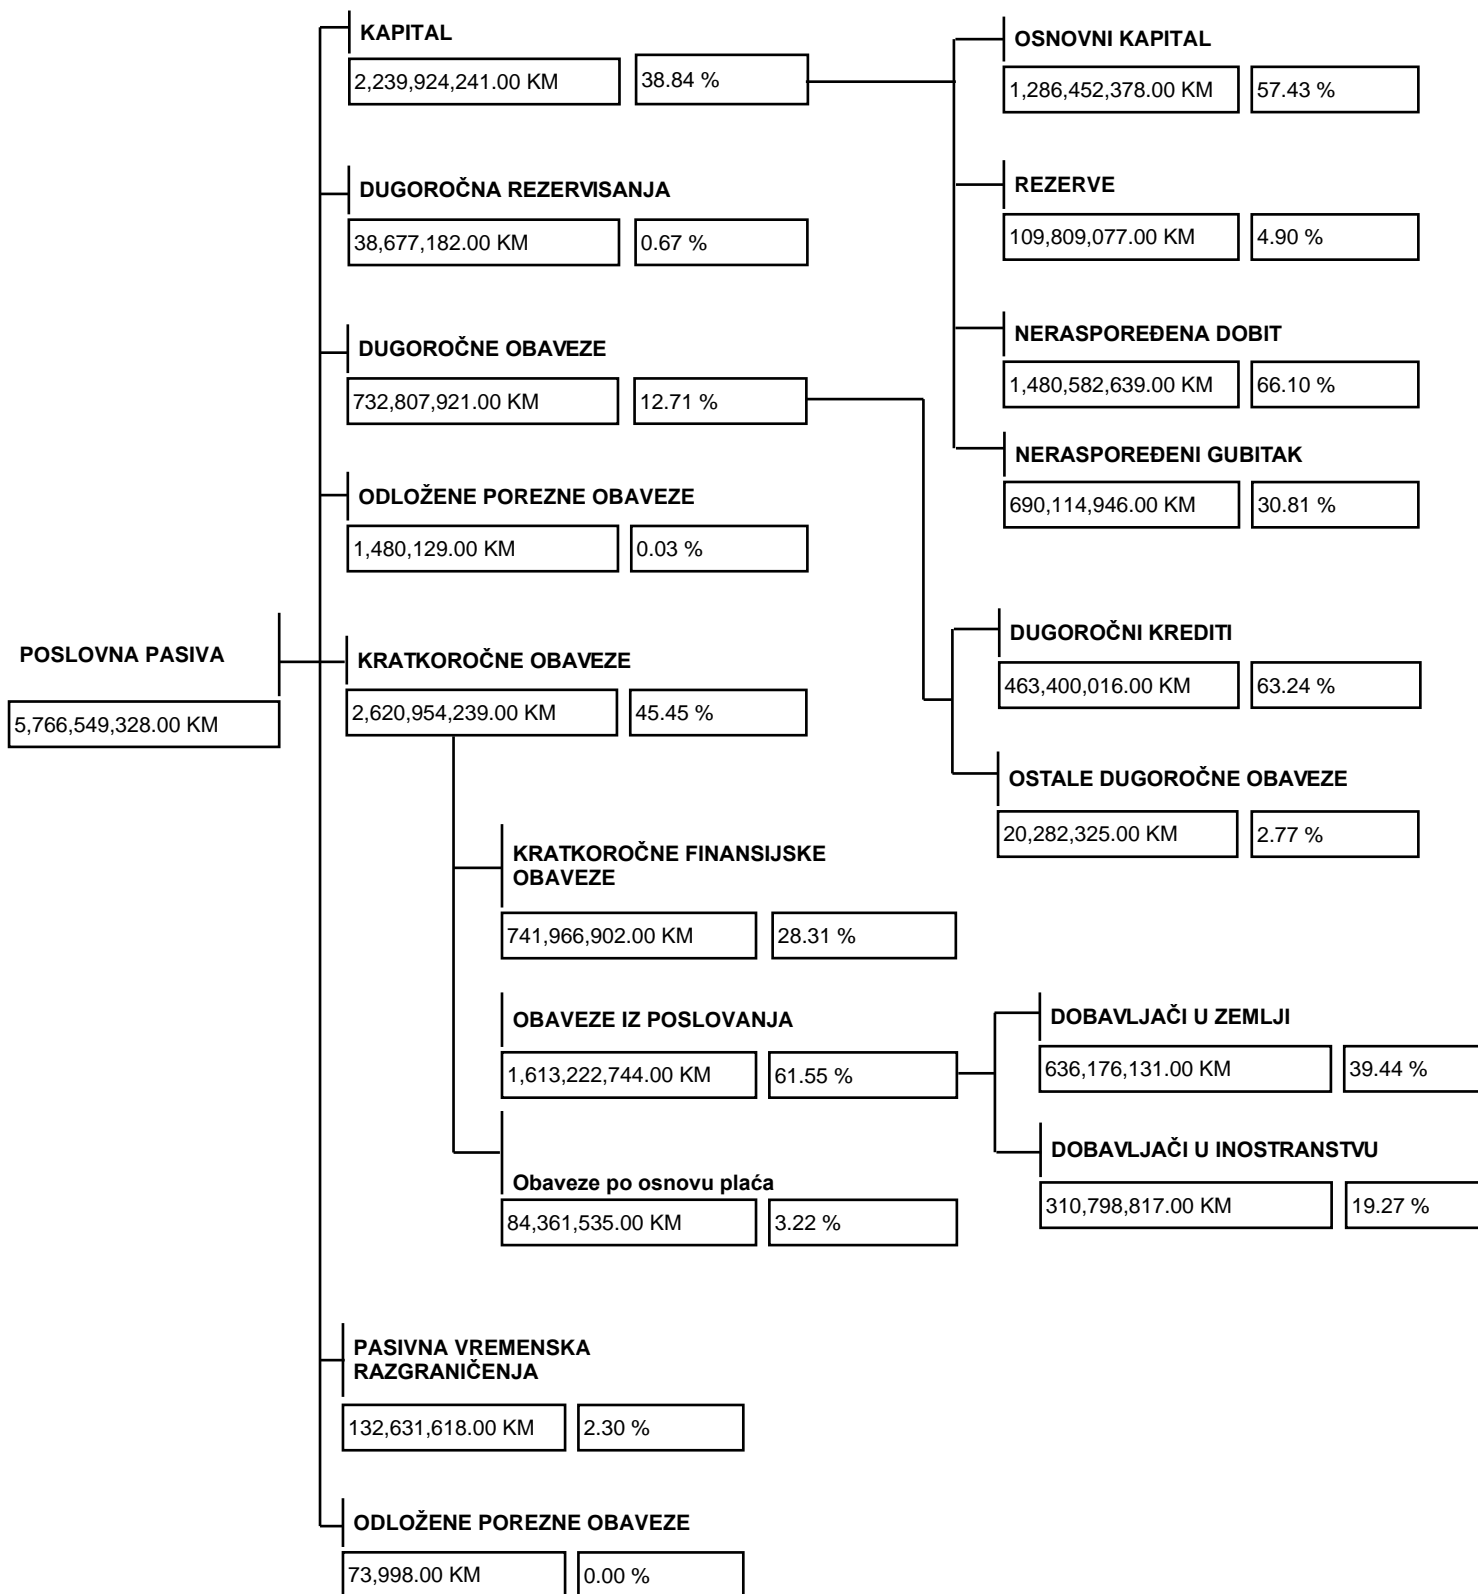 KAPITAL
2,239,924,241.00 KM
38.84 %
OSNOVNI KAPITAL
1,286,452,378.00 KM
57.43 %
DUGOROČNA REZERVISANJA
38,677,182.00 KM
0.67 %
REZERVE
109,809,077.00 KM
4.90 %
DUGOROČNE OBAVEZE
732,807,921.00 KM
12.71 %
NERASPOREĐENA DOBIT
1,480,582,639.00 KM
66.10 %
NERASPOREĐENI GUBITAK
690,114,946.00 KM
30.81 %
ODLOŽENE POREZNE OBAVEZE
1,480,129.00 KM
0.03 %
POSLOVNA PASIVA
5,766,549,328.00 KM
KRATKOROČNE OBAVEZE
2,620,954,239.00 KM
45.45 %
DUGOROČNI KREDITI
463,400,016.00 KM
63.24 %
OSTALE DUGOROČNE OBAVEZE
20,282,325.00 KM
2.77 %
KRATKOROČNE FINANSIJSKE
OBAVEZE
741,966,902.00 KM
28.31 %
OBAVEZE IZ POSLOVANJA
1,613,222,744.00 KM
61.55 %
DOBAVLJAČI U ZEMLJI
636,176,131.00 KM
39.44 %
DOBAVLJAČI U INOSTRANSTVU
310,798,817.00 KM
19.27 %
Obaveze po osnovu plaća
84,361,535.00 KM
3.22 %
PASIVNA VREMENSKA
RAZGRANIČENJA
132,631,618.00 KM
2.30 %
ODLOŽENE POREZNE OBAVEZE
73,998.00 KM
0.00 %